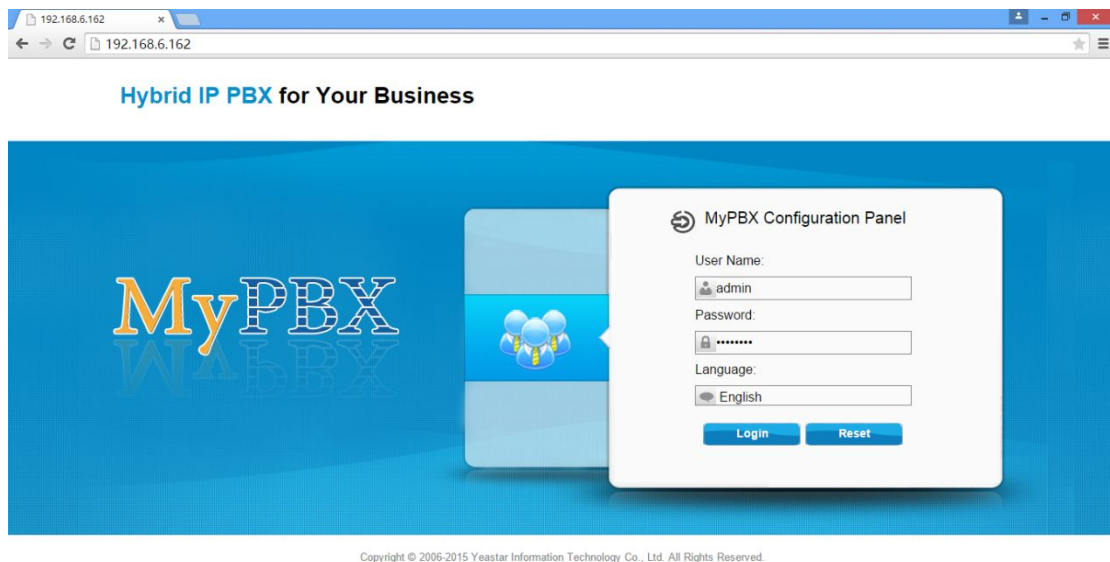 192.168.6.162
192.168.6.162
Hybrid IP PBX for Your Business
MyPBX
MyPBX Configuration Panel
User Name:
admin
Password:
••••••••
Language:
English
Login Reset
Copyright © 2006-2015 Yeastar Information Technology Co., Ltd. All Rights Reserved.